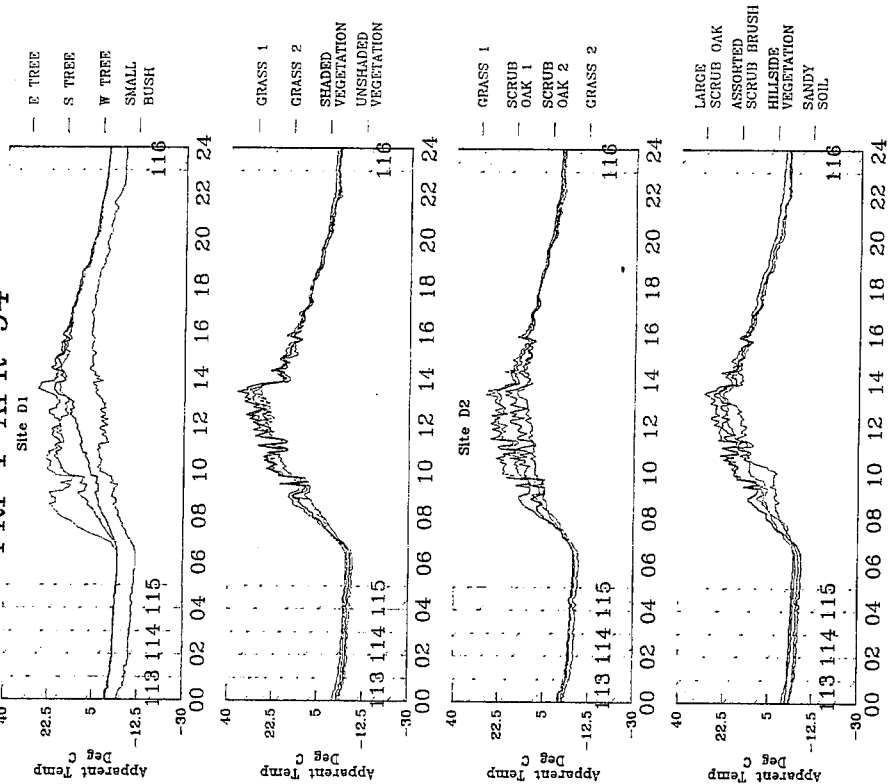 FRI 1 APR 94
Site D1
40
22.5
5
-12.5
-30
Apparent Temp
Deg C
113 114 115 116
00 02 04 06 08 10 12 14 16 18 20 22 24
E TREE
S TREE
W TREE
SMALL
BUSH
40
22.5
5
-12.5
-30
Apparent Temp
Deg C
113 114 115 116
00 02 04 06 08 10 12 14 16 18 20 22 24
GRASS 1
GRASS 2
SHADED
VEGETATION
UNSHADED
VEGETATION
Site D2
40
22.5
5
-12.5
-30
Apparent Temp
Deg C
113 114 115 116
00 02 04 06 08 10 12 14 16 18 20 22 24
GRASS 1
SCRUB
OAK 1
SCRUB
OAK 2
GRASS 2
40
22.5
5
-12.5
-30
Apparent Temp
Deg C
113 114 115 116
00 02 04 06 08 10 12 14 16 18 20 22 24
LARGE
SCRUB OAK
ASSORTED
SCRUB BRUSH
HILLSIDE
VEGETATION
SANDY
SOIL